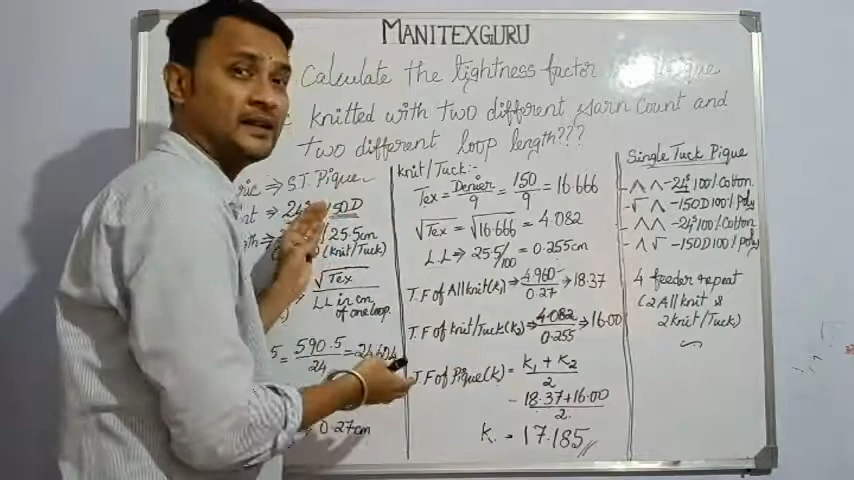 MANITEXGURU
Calculate the tightness factor
knitted with two different yarn count and
two different loop length???
S.T. Pique
24ˢ 150D
/25.5cm
(Knit/Tuck)
√Tex
LL in cm
of one loop.
= 590.5/24 = 24.604
0.27cm
Knit/Tuck:-
Tex = Denier/9 = 150/9 = 16.666
√Tex = √16.666 = 4.082
LL ⇒ 25.5/100 = 0.255cm
T.F of All knit(K₁) → 4.960/0.27 → 18.37
T.F of Knit/Tuck(K₂) → 4.082/0.255 → 16.00
T.F of Pique(K) = K₁ + K₂/2
18.37+16.00/2
K = 17.185
Single Tuck Pique
ΛΛ -24ˢ 100% Cotton.
√Λ -150D 100% Poly
ΛΛ -24ˢ 100% Cotton
Λ√ -150D 100% Poly
4 feeder repeat
(2 All knit &
2 Knit/Tuck)